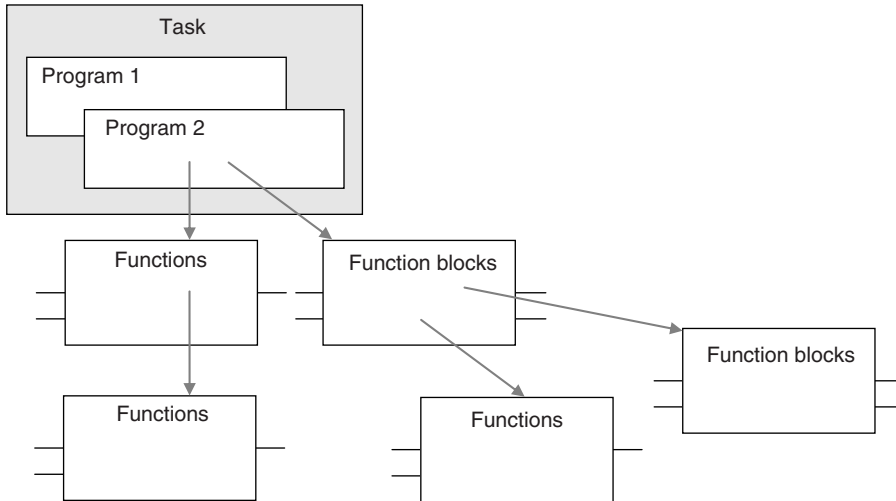 Task
Program 1
Program 2
Functions
Function blocks
Function blocks
Functions
Functions